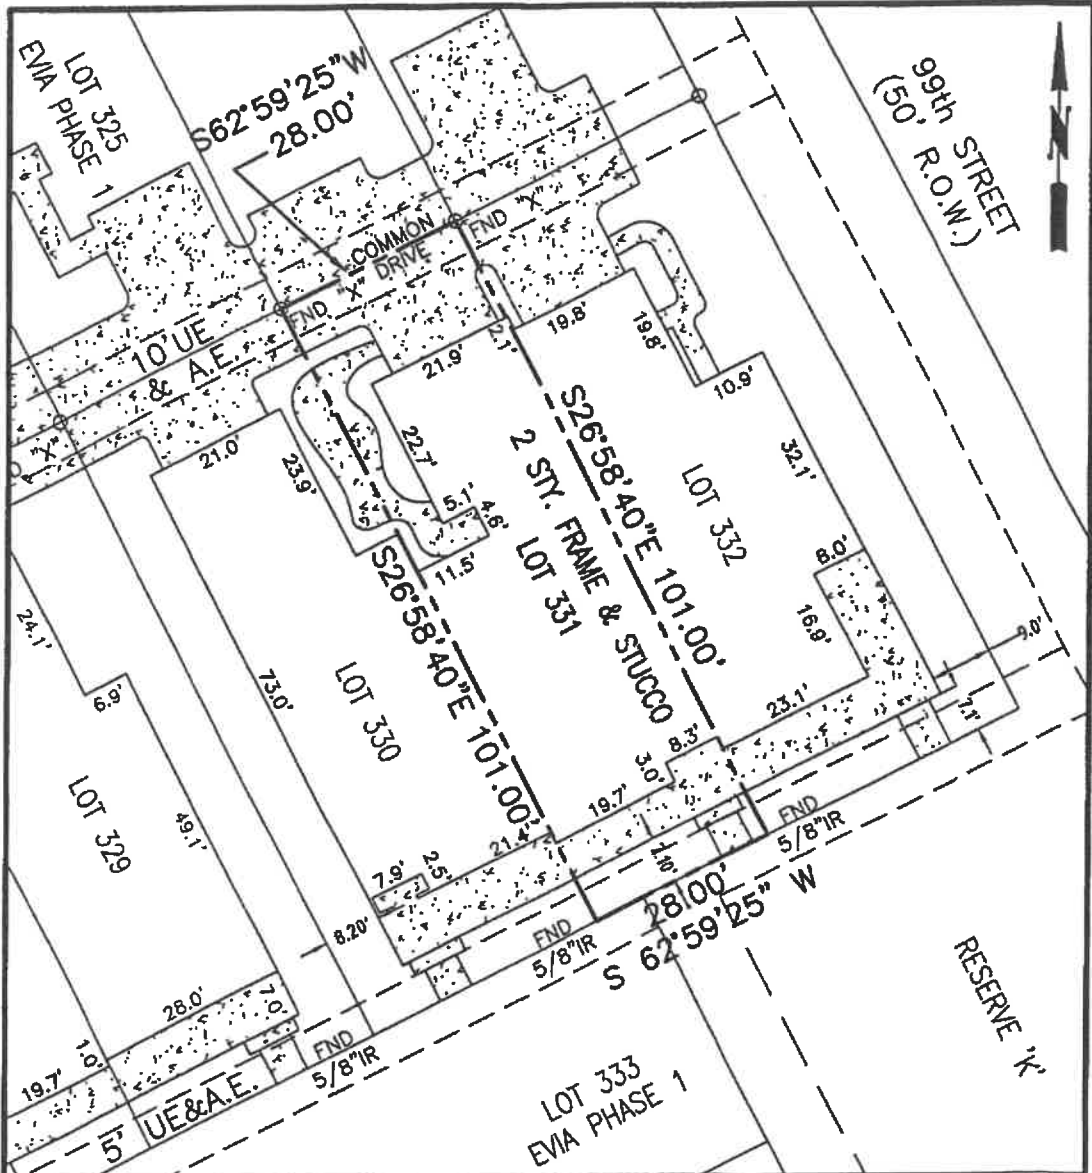 LOT 325
EVIA PHASE 1
S62°59'25"W
28.00'
99th STREET
(50' R.O.W.)
N
COMMON
DRIVE
FND "X"
FND "X"
10'UE
& A.E.
"X"
19.8'
2.1'
21.9'
19.8'
10.9'
21.0'
23.9'
22.7'
5.1'
4.6'
11.5'
32.1'
8.0'
16.9'
S26°58'40"E 101.00'
2 STY. FRAME & STUCCO
LOT 331
LOT 332
S26°58'40"E 101.00'
LOT 330
73.0'
24.1'
6.9'
49.1'
LOT 329
9.0'
7.1'
23.1'
8.3'
3.0'
19.7'
21.4'
2.5'
7.9'
8.20'
FND
5/8"IR
28.00'
S 62°59'25" W
FND
5/8"IR
28.0'
7.0'
1.0'
19.7'
FND
5/8"IR
5' UE&A.E.
LOT 333
EVIA PHASE 1
RESERVE 'K'